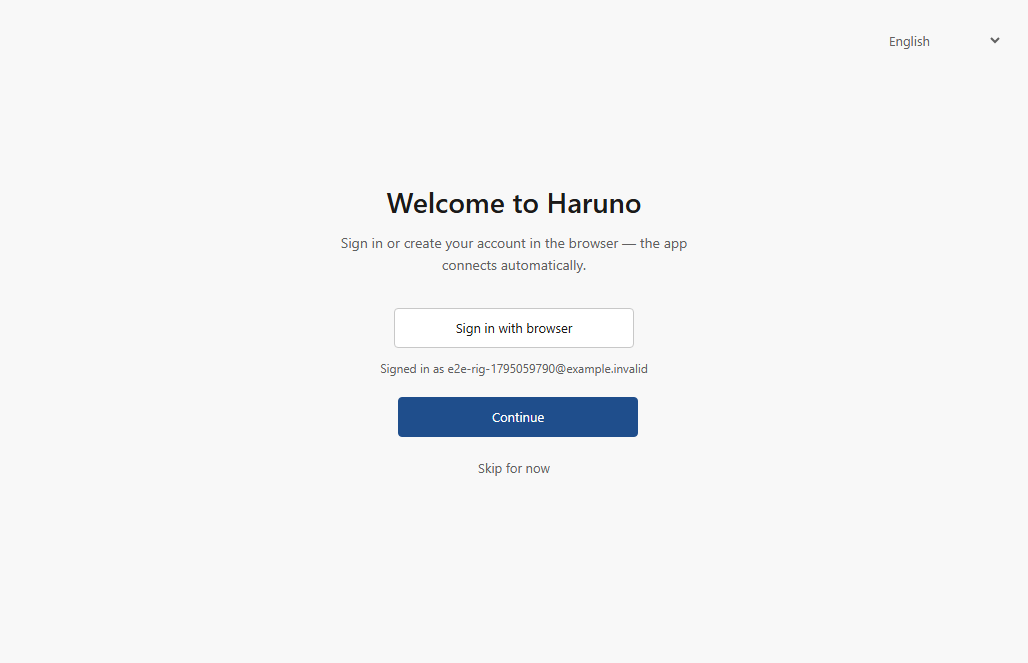 English
Welcome to Haruno
Sign in or create your account in the browser — the app
connects automatically.
Sign in with browser
Signed in as e2e-rig-1795059790@example.invalid
Continue
Skip for now